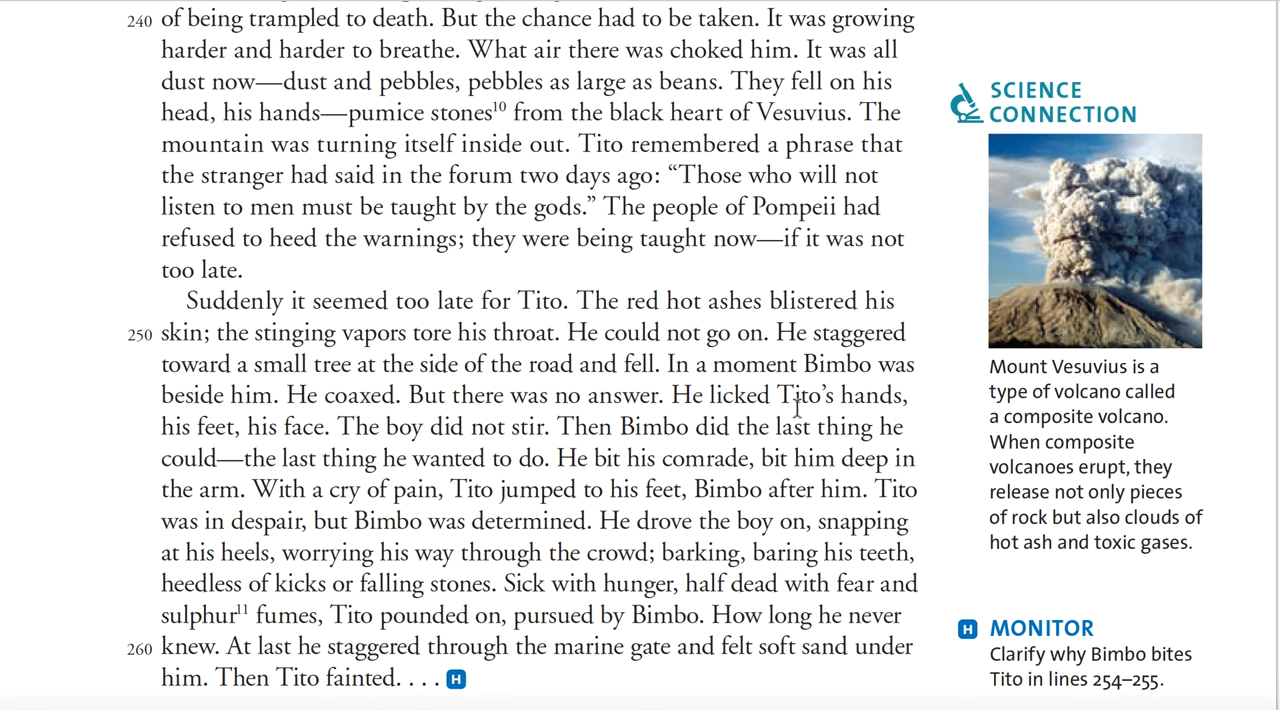 240 of being trampled to death. But the chance had to be taken. It was growing
harder and harder to breathe. What air there was choked him. It was all
dust now—dust and pebbles, pebbles as large as beans. They fell on his
head, his hands—pumice stones10 from the black heart of Vesuvius. The
mountain was turning itself inside out. Tito remembered a phrase that
the stranger had said in the forum two days ago: “Those who will not
listen to men must be taught by the gods.” The people of Pompeii had
refused to heed the warnings; they were being taught now—if it was not
too late.
Suddenly it seemed too late for Tito. The red hot ashes blistered his
250 skin; the stinging vapors tore his throat. He could not go on. He staggered
toward a small tree at the side of the road and fell. In a moment Bimbo was
beside him. He coaxed. But there was no answer. He licked Tito’s hands,
his feet, his face. The boy did not stir. Then Bimbo did the last thing he
could—the last thing he wanted to do. He bit his comrade, bit him deep in
the arm. With a cry of pain, Tito jumped to his feet, Bimbo after him. Tito
was in despair, but Bimbo was determined. He drove the boy on, snapping
at his heels, worrying his way through the crowd; barking, baring his teeth,
heedless of kicks or falling stones. Sick with hunger, half dead with fear and
sulphur11 fumes, Tito pounded on, pursued by Bimbo. How long he never
260 knew. At last he staggered through the marine gate and felt soft sand under
him. Then Tito fainted. . . . H
SCIENCE
CONNECTION
Mount Vesuvius is a
type of volcano called
a composite volcano.
When composite
volcanoes erupt, they
release not only pieces
of rock but also clouds of
hot ash and toxic gases.
H MONITOR
Clarify why Bimbo bites
Tito in lines 254–255.